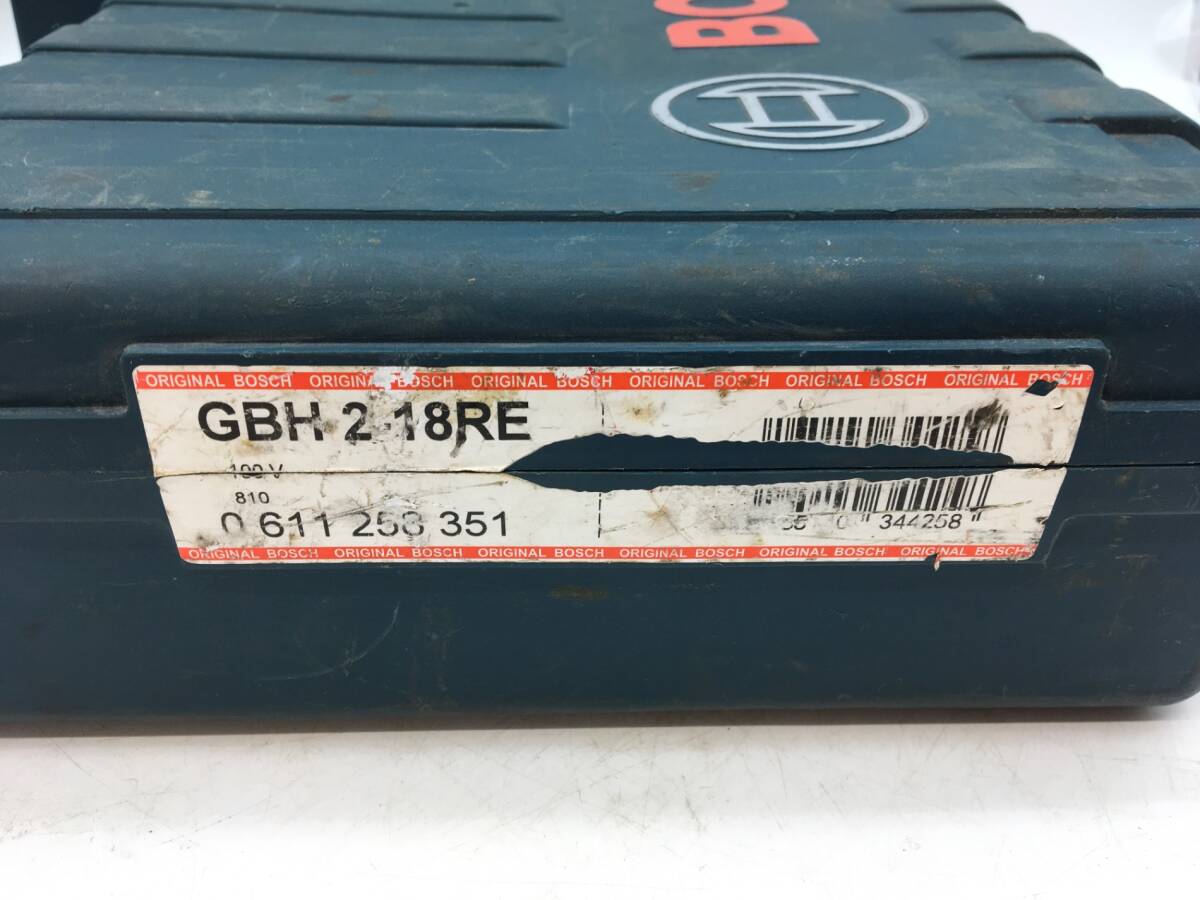 BO
ORIGINAL BOSCH ORIGINAL BOSCH ORIGINAL BOSCH ORIGINAL BOSCH ORIGINAL BOSCH ORIGINAL BOSCH
GBH 2-18RE
100 V
810
0 611 253 351
344258
ORIGINAL BOSCH ORIGINAL BOSCH ORIGINAL BOSCH ORIGINAL BOSCH ORIGINAL BOSCH ORIGINAL BOSCH